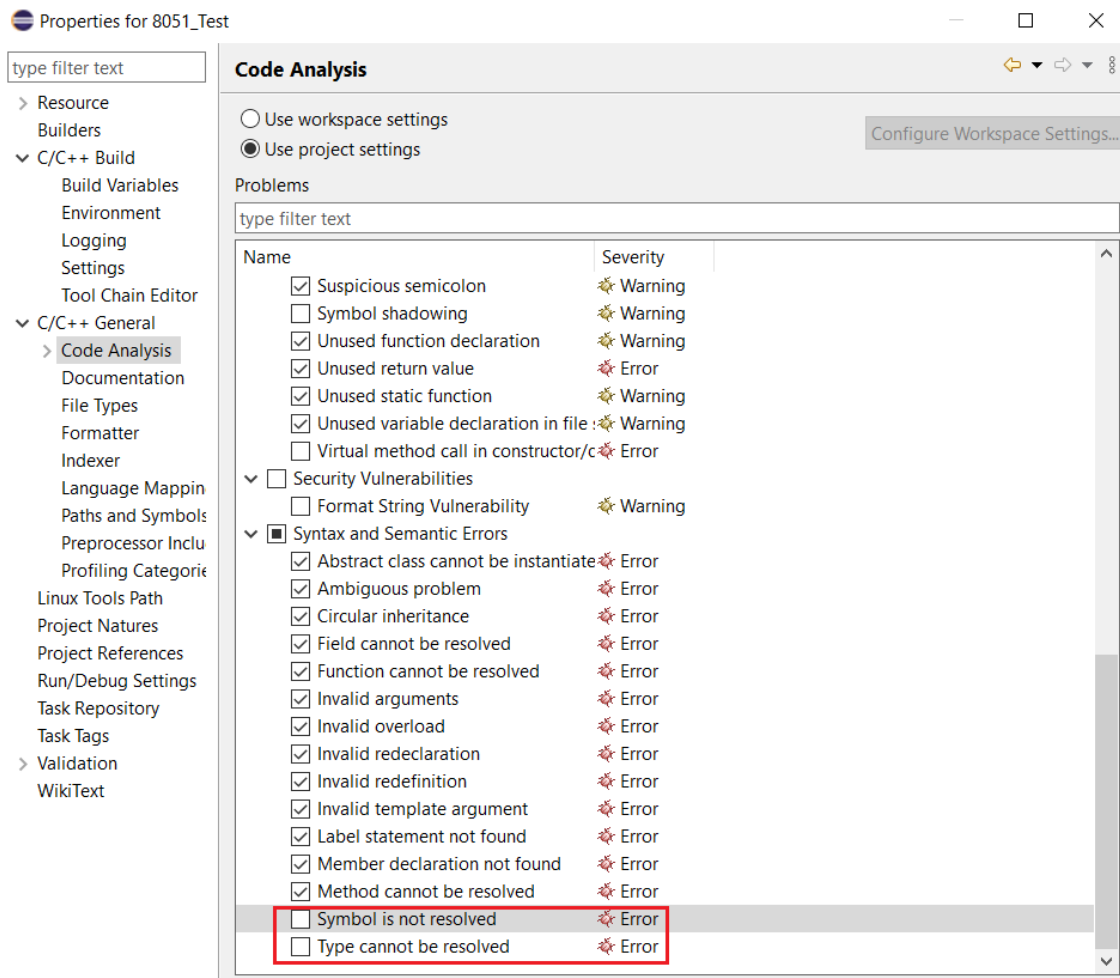 Properties for 8051_Test
type filter text
Resource
Builders
C/C++ Build
Build Variables
Environment
Logging
Settings
Tool Chain Editor
C/C++ General
Code Analysis
Documentation
File Types
Formatter
Indexer
Language Mappin
Paths and Symbols
Preprocessor Inclu
Profiling Categorie
Linux Tools Path
Project Natures
Project References
Run/Debug Settings
Task Repository
Task Tags
Validation
WikiText
Code Analysis
Use workspace settings
Configure Workspace Settings...
Use project settings
Problems
type filter text
Name Severity
Suspicious semicolon Warning
Symbol shadowing Warning
Unused function declaration Warning
Unused return value Error
Unused static function Warning
Unused variable declaration in file s Warning
Virtual method call in constructor/c Error
Security Vulnerabilities
Format String Vulnerability Warning
Syntax and Semantic Errors
Abstract class cannot be instantiate Error
Ambiguous problem Error
Circular inheritance Error
Field cannot be resolved Error
Function cannot be resolved Error
Invalid arguments Error
Invalid overload Error
Invalid redeclaration Error
Invalid redefinition Error
Invalid template argument Error
Label statement not found Error
Member declaration not found Error
Method cannot be resolved Error
Symbol is not resolved Error
Type cannot be resolved Error